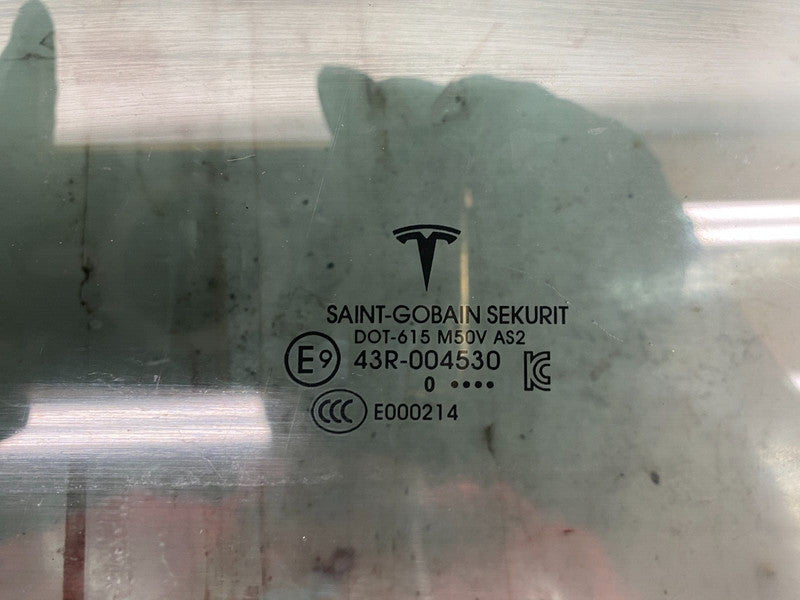 SAINT-GOBAIN SEKURIT
DOT-615 M50V AS2
E9 43R-004530
0 ••••
CCC E000214